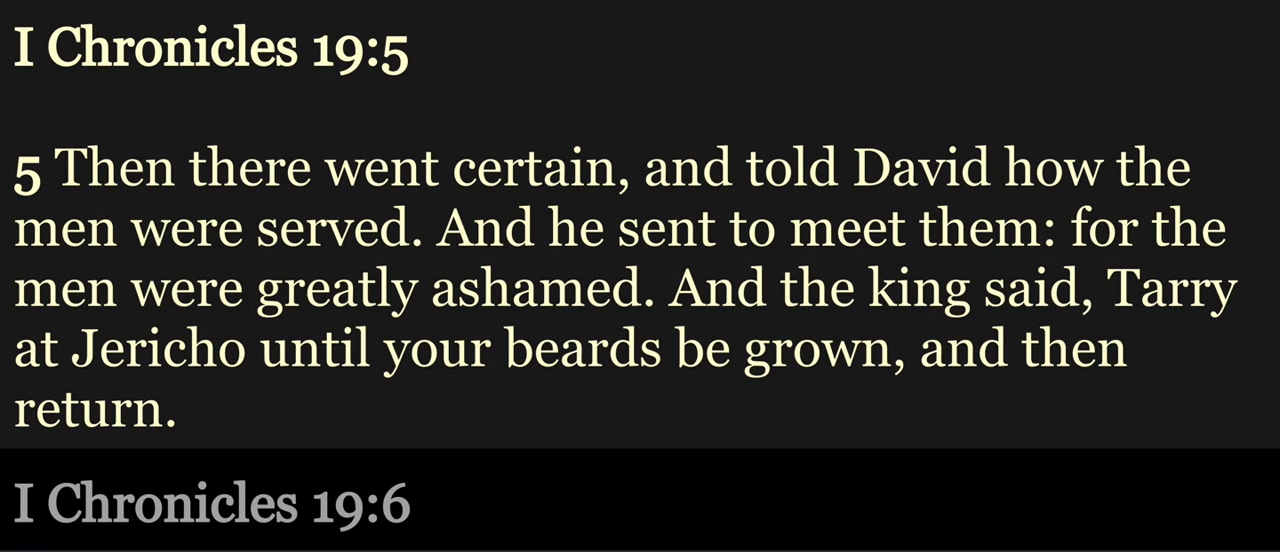 I Chronicles 19:5
5 Then there went certain, and told David how the
men were served. And he sent to meet them: for the
men were greatly ashamed. And the king said, Tarry
at Jericho until your beards be grown, and then
return.
I Chronicles 19:6